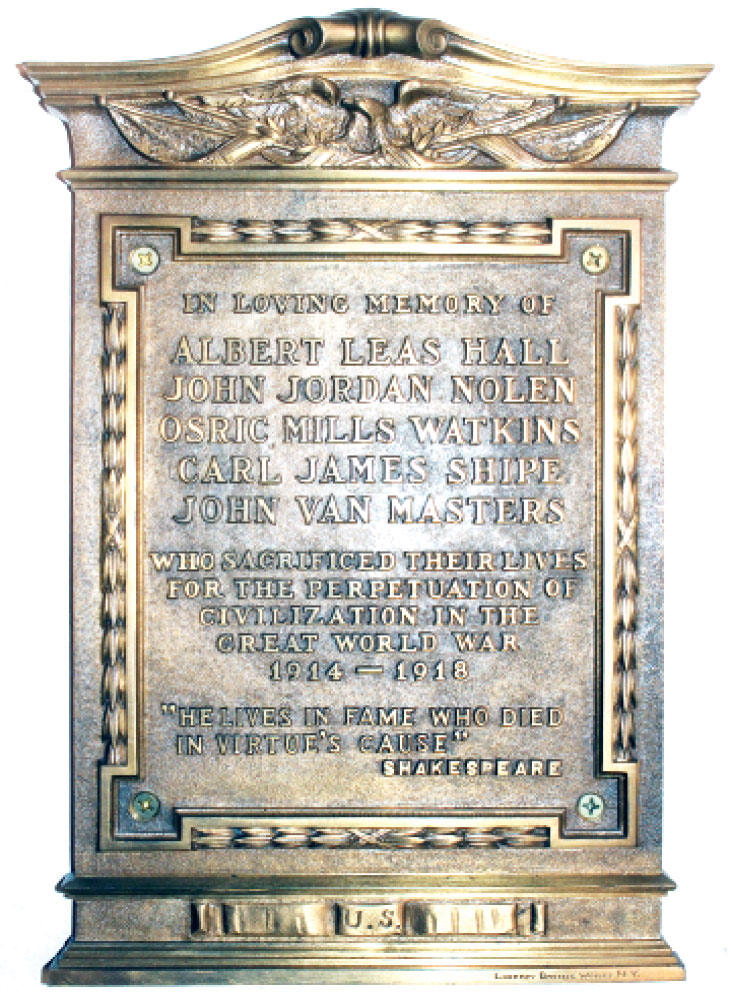 IN LOVING MEMORY OF
ALBERT LEAS HALL
JOHN JORDAN NOLEN
OSRIC MILLS WATKINS
CARL JAMES SHIPE
JOHN VAN MASTERS
WHO SACRIFICED THEIR LIVES
FOR THE PERPETUATION OF
CIVILIZATION IN THE
GREAT WORLD WAR
1914 — 1918
"HE LIVES IN FAME WHO DIED
IN VIRTUE'S CAUSE"
SHAKESPEARE
U.S.
N.Y.